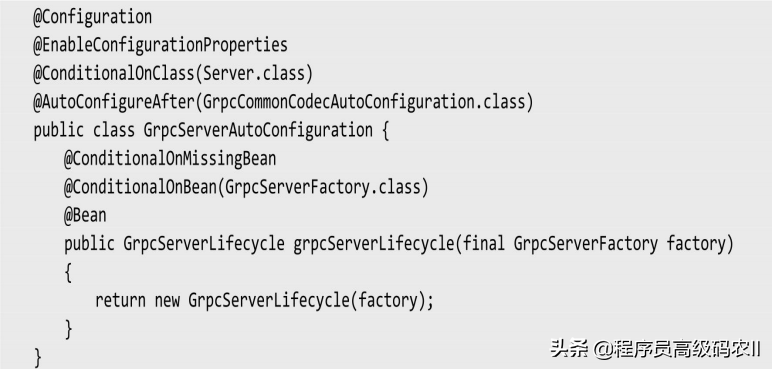 @Configuration
@EnableConfigurationProperties
@ConditionalOnClass(Server.class)
@AutoConfigureAfter(GrpcCommonCodecAutoConfiguration.class)
public class GrpcServerAutoConfiguration {
@ConditionalOnMissingBean
@ConditionalOnBean(GrpcServerFactory.class)
@Bean
public GrpcServerLifecycle grpcServerLifecycle(final GrpcServerFactory factory)
{
return new GrpcServerLifecycle(factory);
}
}
头条 @程序员高级码农II